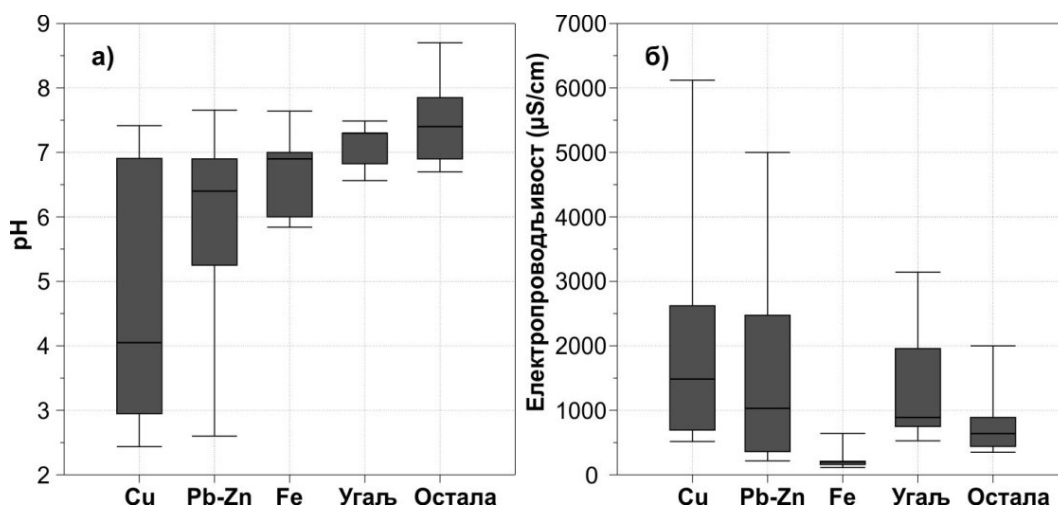 а)
pH
9
8
7
6
5
4
3
2
Cu Pb-Zn Fe Угаљ Остала
б)
Електропроводљивост (μS/cm)
7000
6000
5000
4000
3000
2000
1000
0
Cu Pb-Zn Fe Угаљ Остала